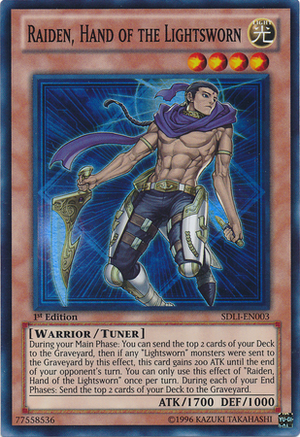 RAIDEN, HAND OF THE LIGHTSWORN
LIGHT
光
1st Edition
SDLI-EN003
[WARRIOR / TUNER]
During your Main Phase: You can send the top 2 cards of your Deck
to the Graveyard, then if any "Lightsworn" monsters were sent to
the Graveyard by this effect, this card gains 200 ATK until the end
of your opponent's turn. You can only use this effect of "Raiden,
Hand of the Lightsworn" once per turn. During each of your End
Phases: Send the top 2 cards of your Deck to the Graveyard.
ATK/1700 DEF/1000
77558536
©1996 KAZUKI TAKAHASHI